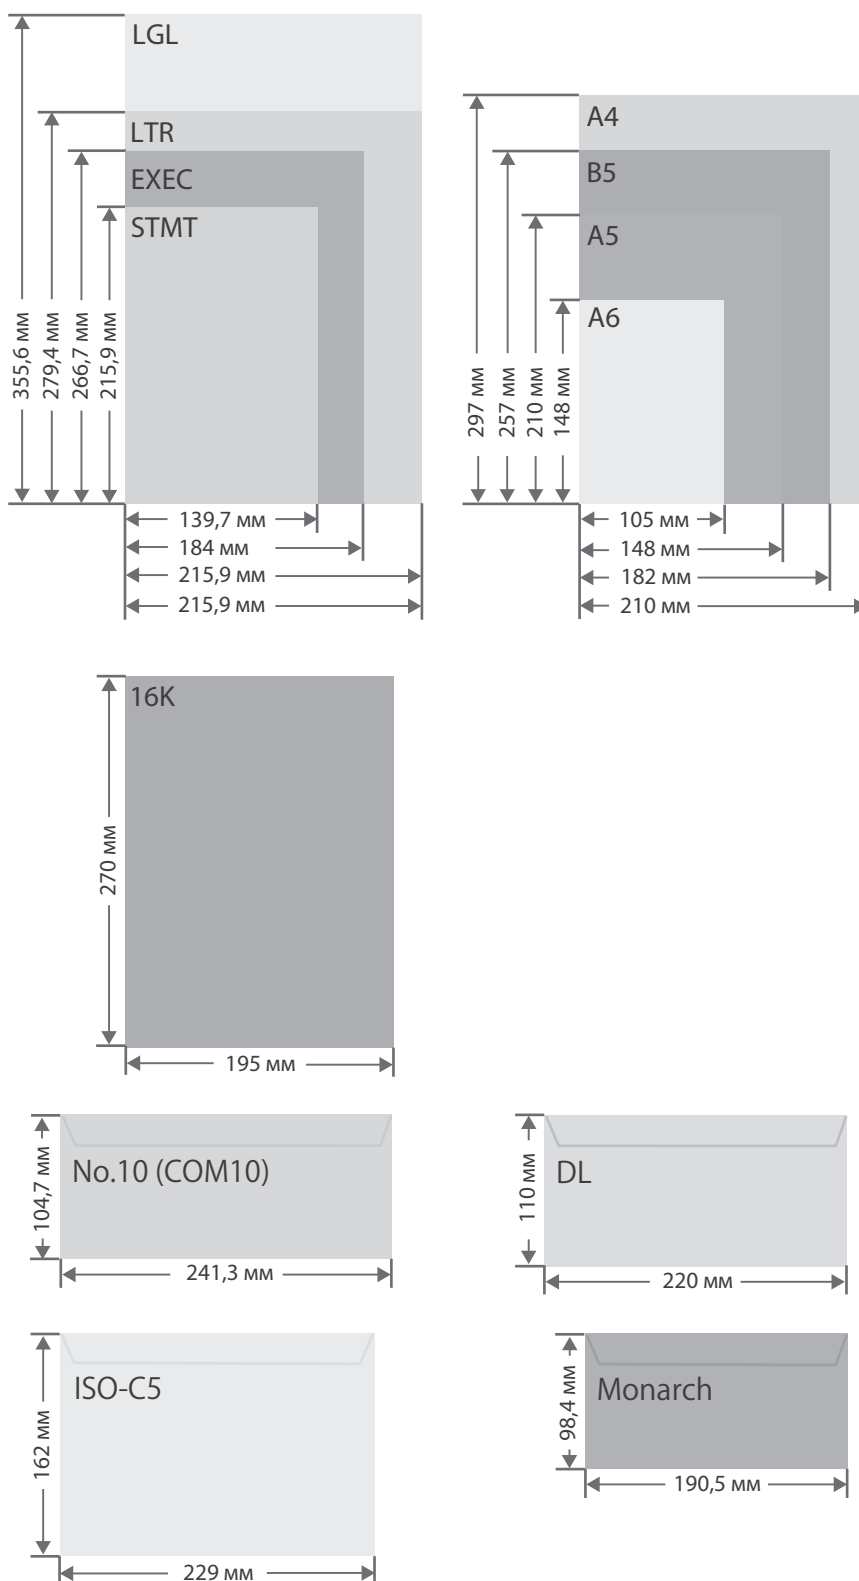 LGL
LTR
EXEC
STMT
355,6 мм
279,4 мм
266,7 мм
215,9 мм
139,7 мм
184 мм
215,9 мм
215,9 мм
A4
B5
A5
A6
297 мм
257 мм
210 мм
148 мм
105 мм
148 мм
182 мм
210 мм
16K
270 мм
195 мм
No.10 (COM10)
104,7 мм
241,3 мм
DL
110 мм
220 мм
ISO-C5
162 мм
229 мм
Monarch
98,4 мм
190,5 мм